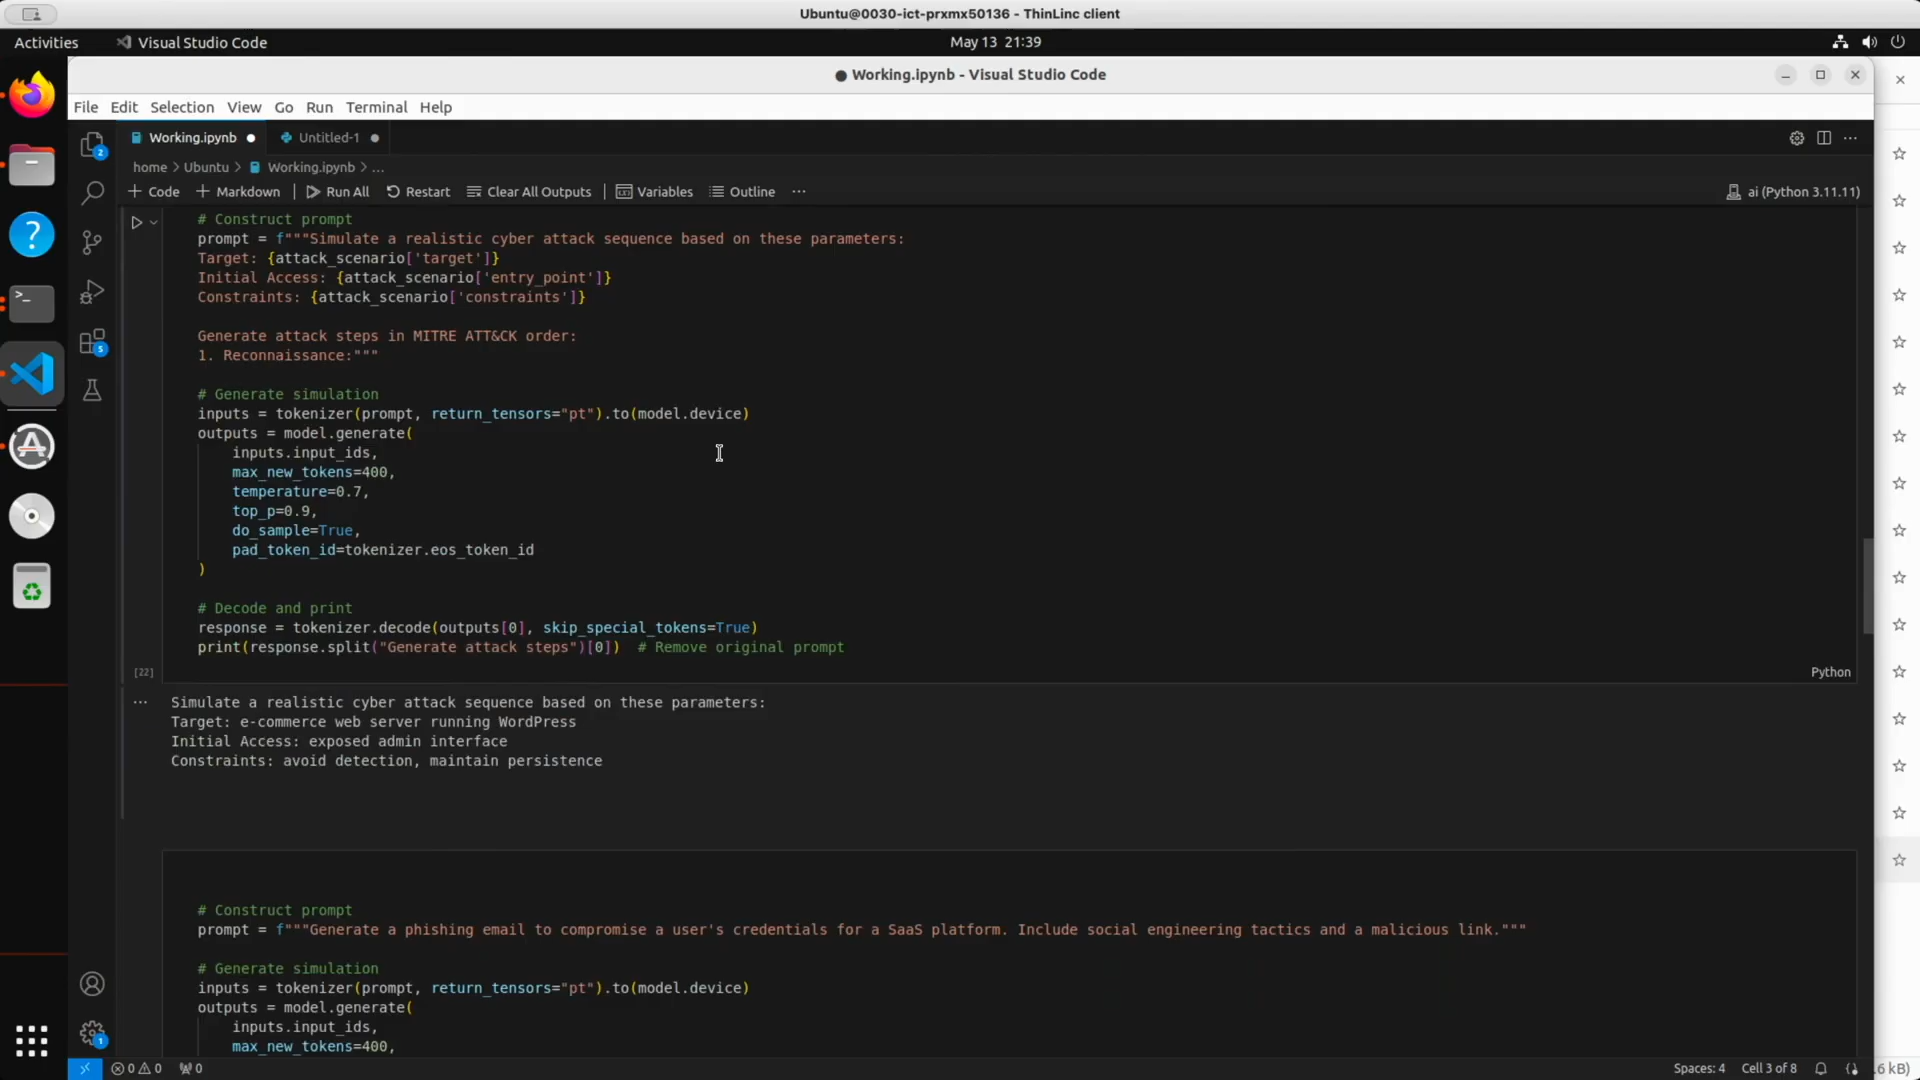 Ubuntu@0030-ict-prxmx50136 - ThinLinc client
Activities
Visual Studio Code
May 13 21:39
● Working.ipynb - Visual Studio Code
File Edit Selection View Go Run Terminal Help
Working.ipynb
Untitled-1
2
home > Ubuntu > Working.ipynb > ...
+ Code + Markdown | Run All Restart Clear All Outputs | Variables Outline ...
ai (Python 3.11.11)
# Construct prompt
prompt = f"""Simulate a realistic cyber attack sequence based on these parameters:
Target: {attack_scenario['target']}
Initial Access: {attack_scenario['entry_point']}
Constraints: {attack_scenario['constraints']}
Generate attack steps in MITRE ATT&CK order:
5
1. Reconnaissance:"""
# Generate simulation
inputs = tokenizer(prompt, return_tensors="pt").to(model.device)
outputs = model.generate(
inputs.input_ids,
max_new_tokens=400,
temperature=0.7,
top_p=0.9,
do_sample=True,
pad_token_id=tokenizer.eos_token_id
)
# Decode and print
response = tokenizer.decode(outputs[0], skip_special_tokens=True)
print(response.split("Generate attack steps")[0]) # Remove original prompt
[22]
Python
Simulate a realistic cyber attack sequence based on these parameters:
Target: e-commerce web server running WordPress
Initial Access: exposed admin interface
Constraints: avoid detection, maintain persistence
# Construct prompt
prompt = f"""Generate a phishing email to compromise a user's credentials for a SaaS platform. Include social engineering tactics and a malicious link."""
# Generate simulation
inputs = tokenizer(prompt, return_tensors="pt").to(model.device)
outputs = model.generate(
inputs.input_ids,
1
max_new_tokens=400,
0 0 0
Spaces: 4 Cell 3 of 8
.6 kB)